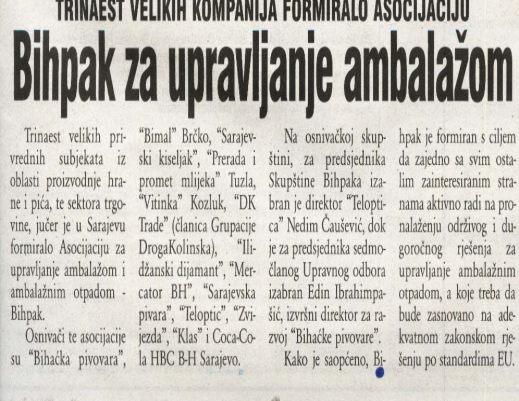 TRINAEST VELIKIH KOMPANIJA FORMIRALO ASOCIJACIJU
Bihpak za upravljanje ambalažom
Trinaest velikih pri-
vrednih subjekata iz
oblasti proizvodnje hra-
ne i pića, te sektora trgo-
vine, jučer je u Sarajevu
formiralo Asocijaciju za
upravljanje ambalažom i
ambalažnim otpadom -
Bihpak.
Osnivači te asocijacije
su "Bihaćka pivovara",
"Bimal" Brčko, "Sarajev-
ski kiseljak", "Prerada i
promet mlijeka" Tuzla,
"Vitinka" Kozluk, "DK
Trade" (članica Grupacije
DrogaKolinska), "Ili-
džanski dijamant", "Mer-
cator BH", "Sarajevska
pivara", "Teloptic", "Zvi-
jezda", "Klas" i Coca-Co-
la HBC B-H Sarajevo.
Na osnivačkoj skup-
štini, za predsjednika
Skupštine Bihpaka iza-
bran je direktor "Telopti-
ca" Nedim Čaušević, dok
je za predsjednika sedmo-
članog Upravnog odbora
izabran Edin Ibrahimpa-
šić, izvršni direktor za ra-
zvoj "Bihaćke pivovare".
Kako je saopćeno, Bi-
hpak je formiran s ciljem
da zajedno sa svim osta-
lim zainteresiranim stra-
nama aktivno radi na pro-
nalaženju održivog i du-
goročnog rješenja za
upravljanje ambalažnim
otpadom, a koje treba da
bude zasnovano na ade-
kvatnom zakonskom rje-
šenju po standardima EU.